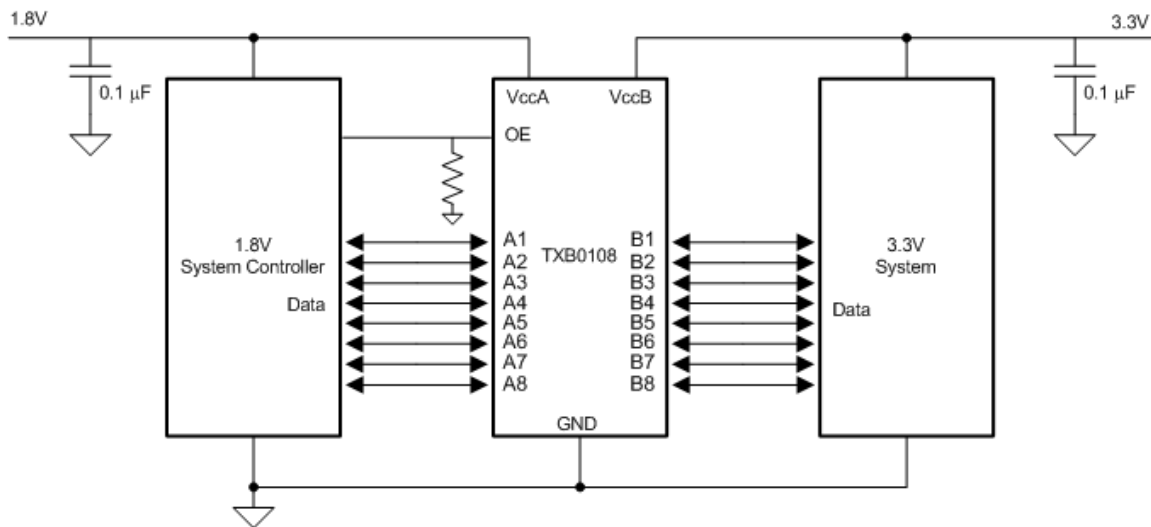 1.8V
3.3V
0.1 μF
VccA
VccB
0.1 μF
OE
1.8V
System Controller
Data
A1
A2
A3
A4
A5
A6
A7
A8
TXB0108
B1
B2
B3
B4
B5
B6
B7
B8
GND
3.3V
System
Data